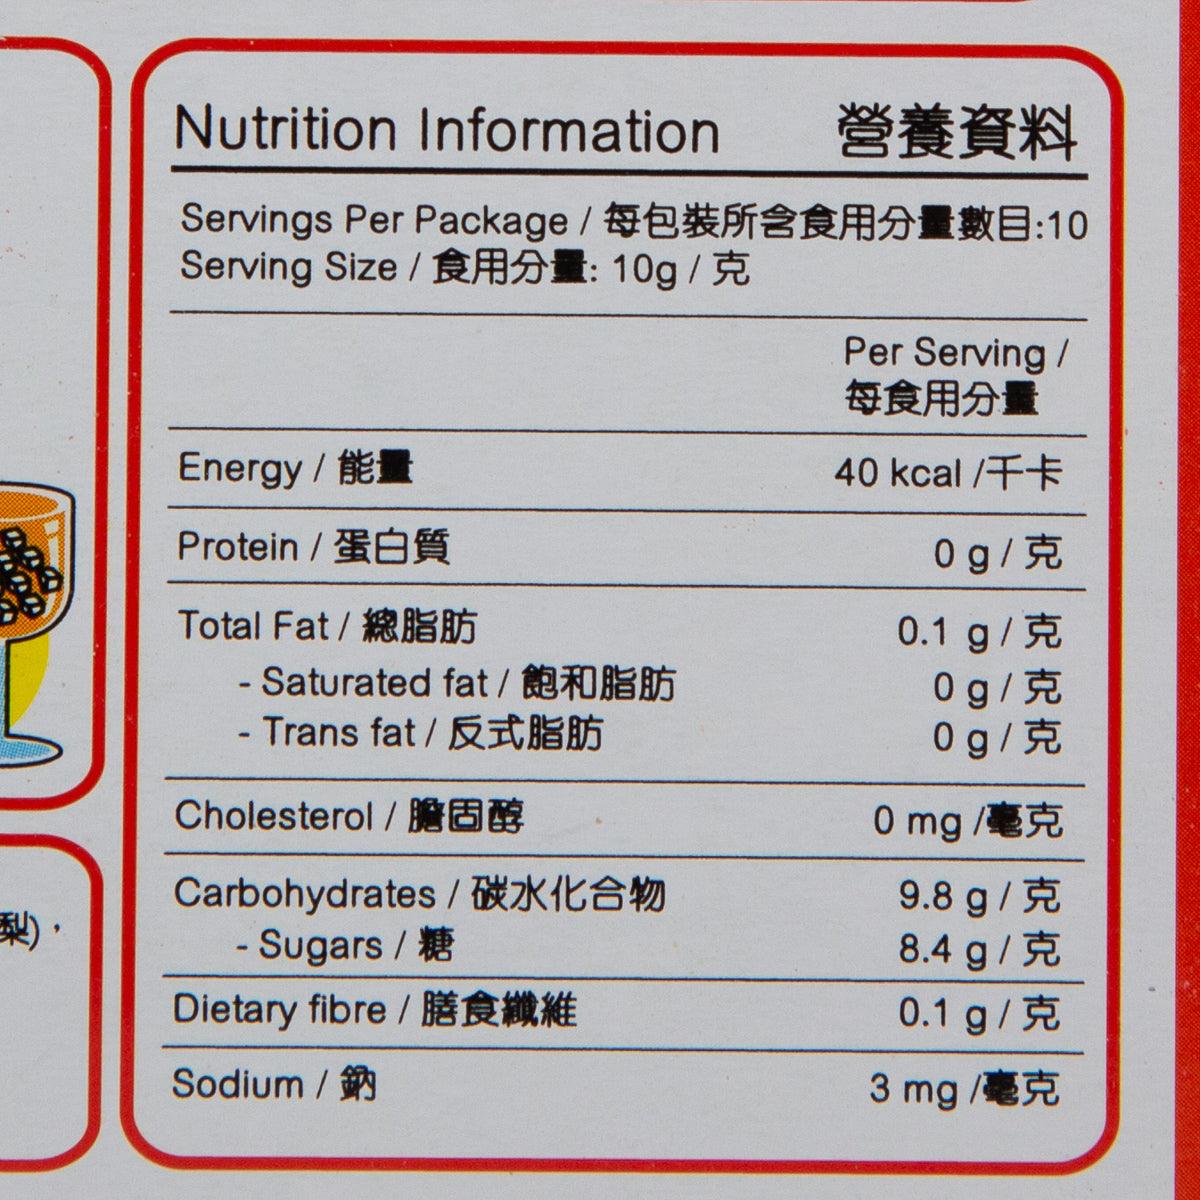 Nutrition Information 營養資料
Servings Per Package / 每包裝所含食用分量數目:10
Serving Size / 食用分量: 10g / 克
Per Serving /
每食用分量
Energy / 能量 40 kcal /千卡
Protein / 蛋白質 0 g / 克
Total Fat / 總脂肪 0.1 g / 克
- Saturated fat / 飽和脂肪 0 g / 克
- Trans fat / 反式脂肪 0 g / 克
Cholesterol / 膽固醇 0 mg /毫克
Carbohydrates / 碳水化合物 9.8 g / 克
- Sugars / 糖 8.4 g / 克
Dietary fibre / 膳食纖維 0.1 g / 克
Sodium / 鈉 3 mg /毫克
梨)，